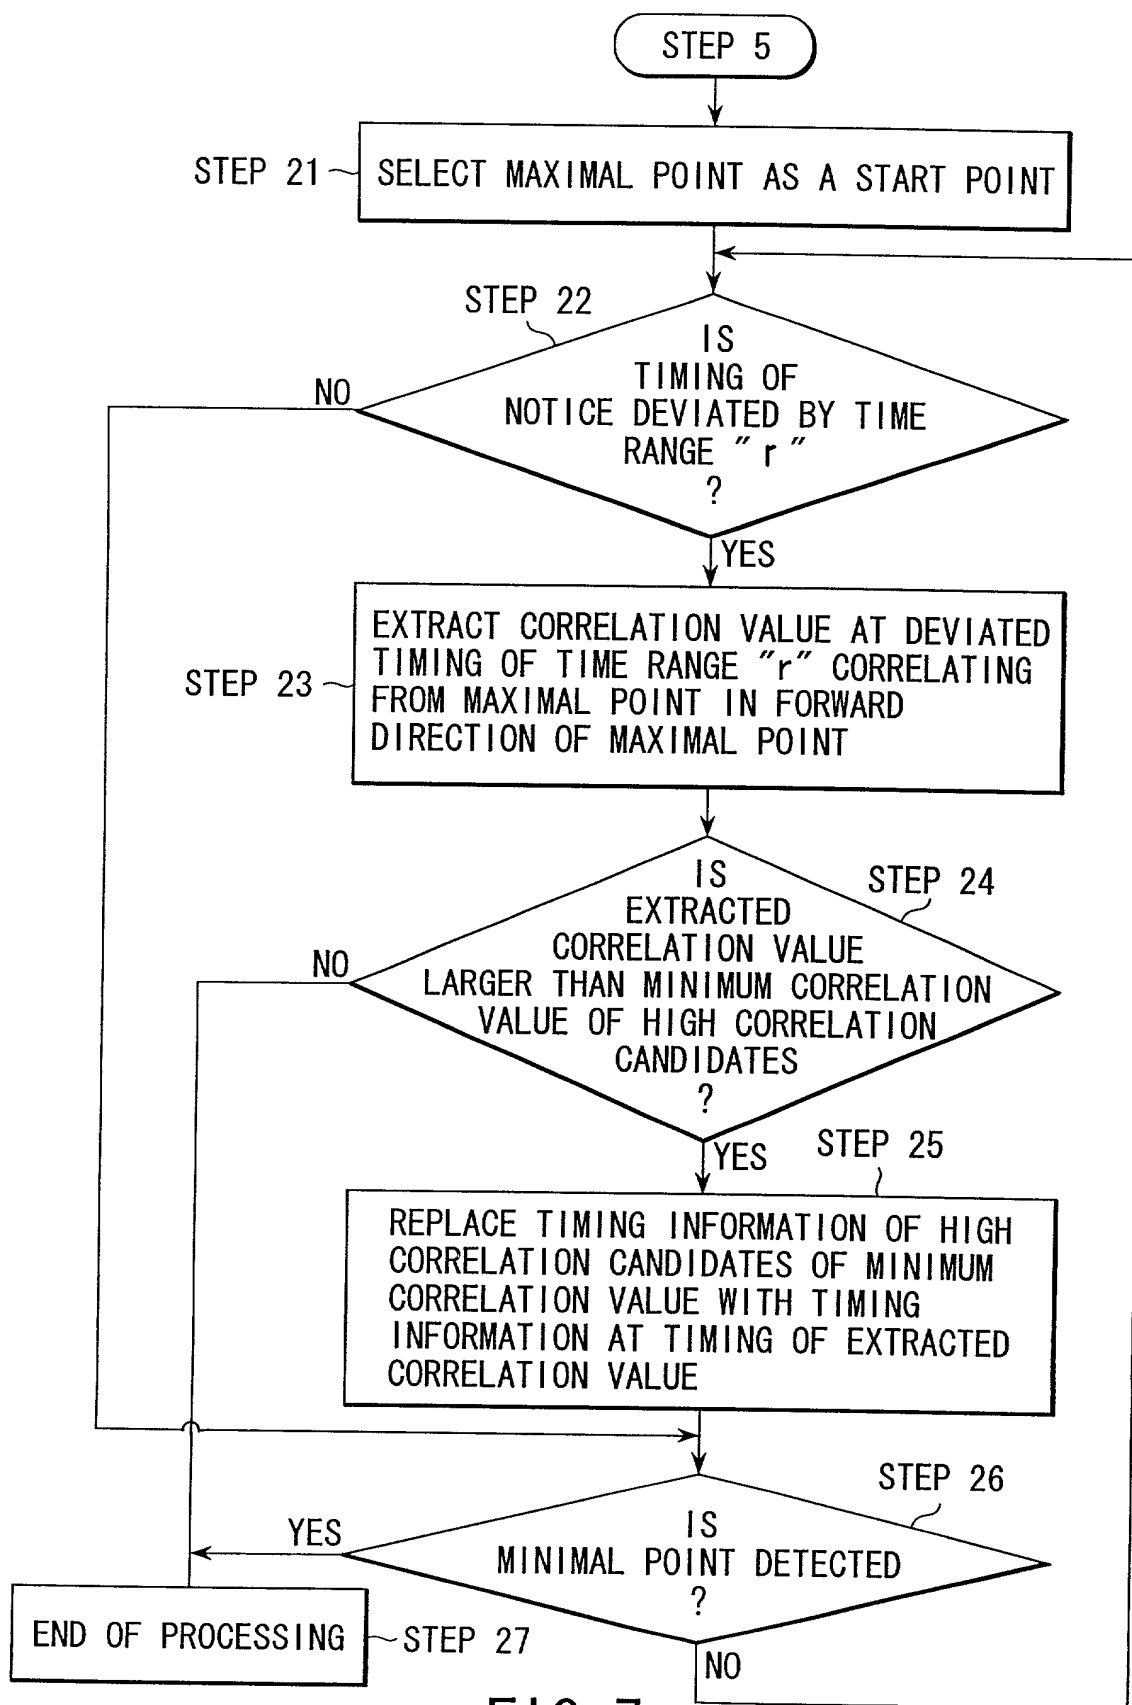 STEP 5
STEP 21
SELECT MAXIMAL POINT AS A START POINT
STEP 22
IS
TIMING OF
NOTICE DEVIATED BY TIME
RANGE "r"
?
NO
YES
STEP 23
EXTRACT CORRELATION VALUE AT DEVIATED
TIMING OF TIME RANGE "r" CORRELATING
FROM MAXIMAL POINT IN FORWARD
DIRECTION OF MAXIMAL POINT
STEP 24
IS
EXTRACTED
CORRELATION VALUE
LARGER THAN MINIMUM CORRELATION
VALUE OF HIGH CORRELATION
CANDIDATES
?
NO
YES
STEP 25
REPLACE TIMING INFORMATION OF HIGH
CORRELATION CANDIDATES OF MINIMUM
CORRELATION VALUE WITH TIMING
INFORMATION AT TIMING OF EXTRACTED
CORRELATION VALUE
STEP 26
IS
MINIMAL POINT DETECTED
?
YES
NO
END OF PROCESSING
STEP 27